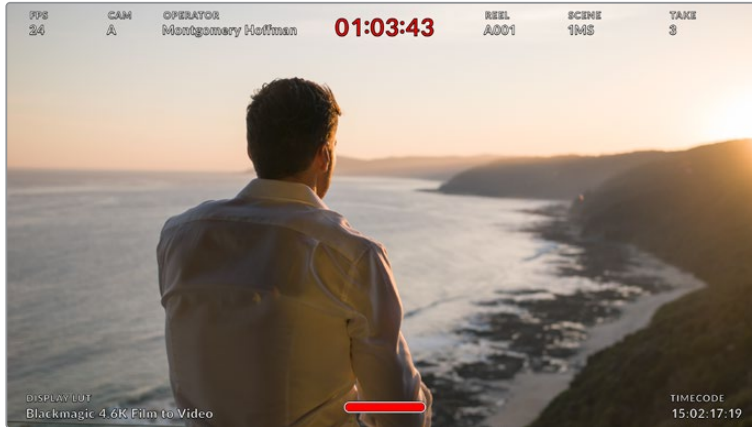 FPS CAM OPERATOR REEL SCENE TAKE
24 A Montgomery Hoffman 01:03:43 A001 1MS 3
DISPLAY LUT TIMECODE
Blackmagic 4.6K Film to Video 15:02:17:19